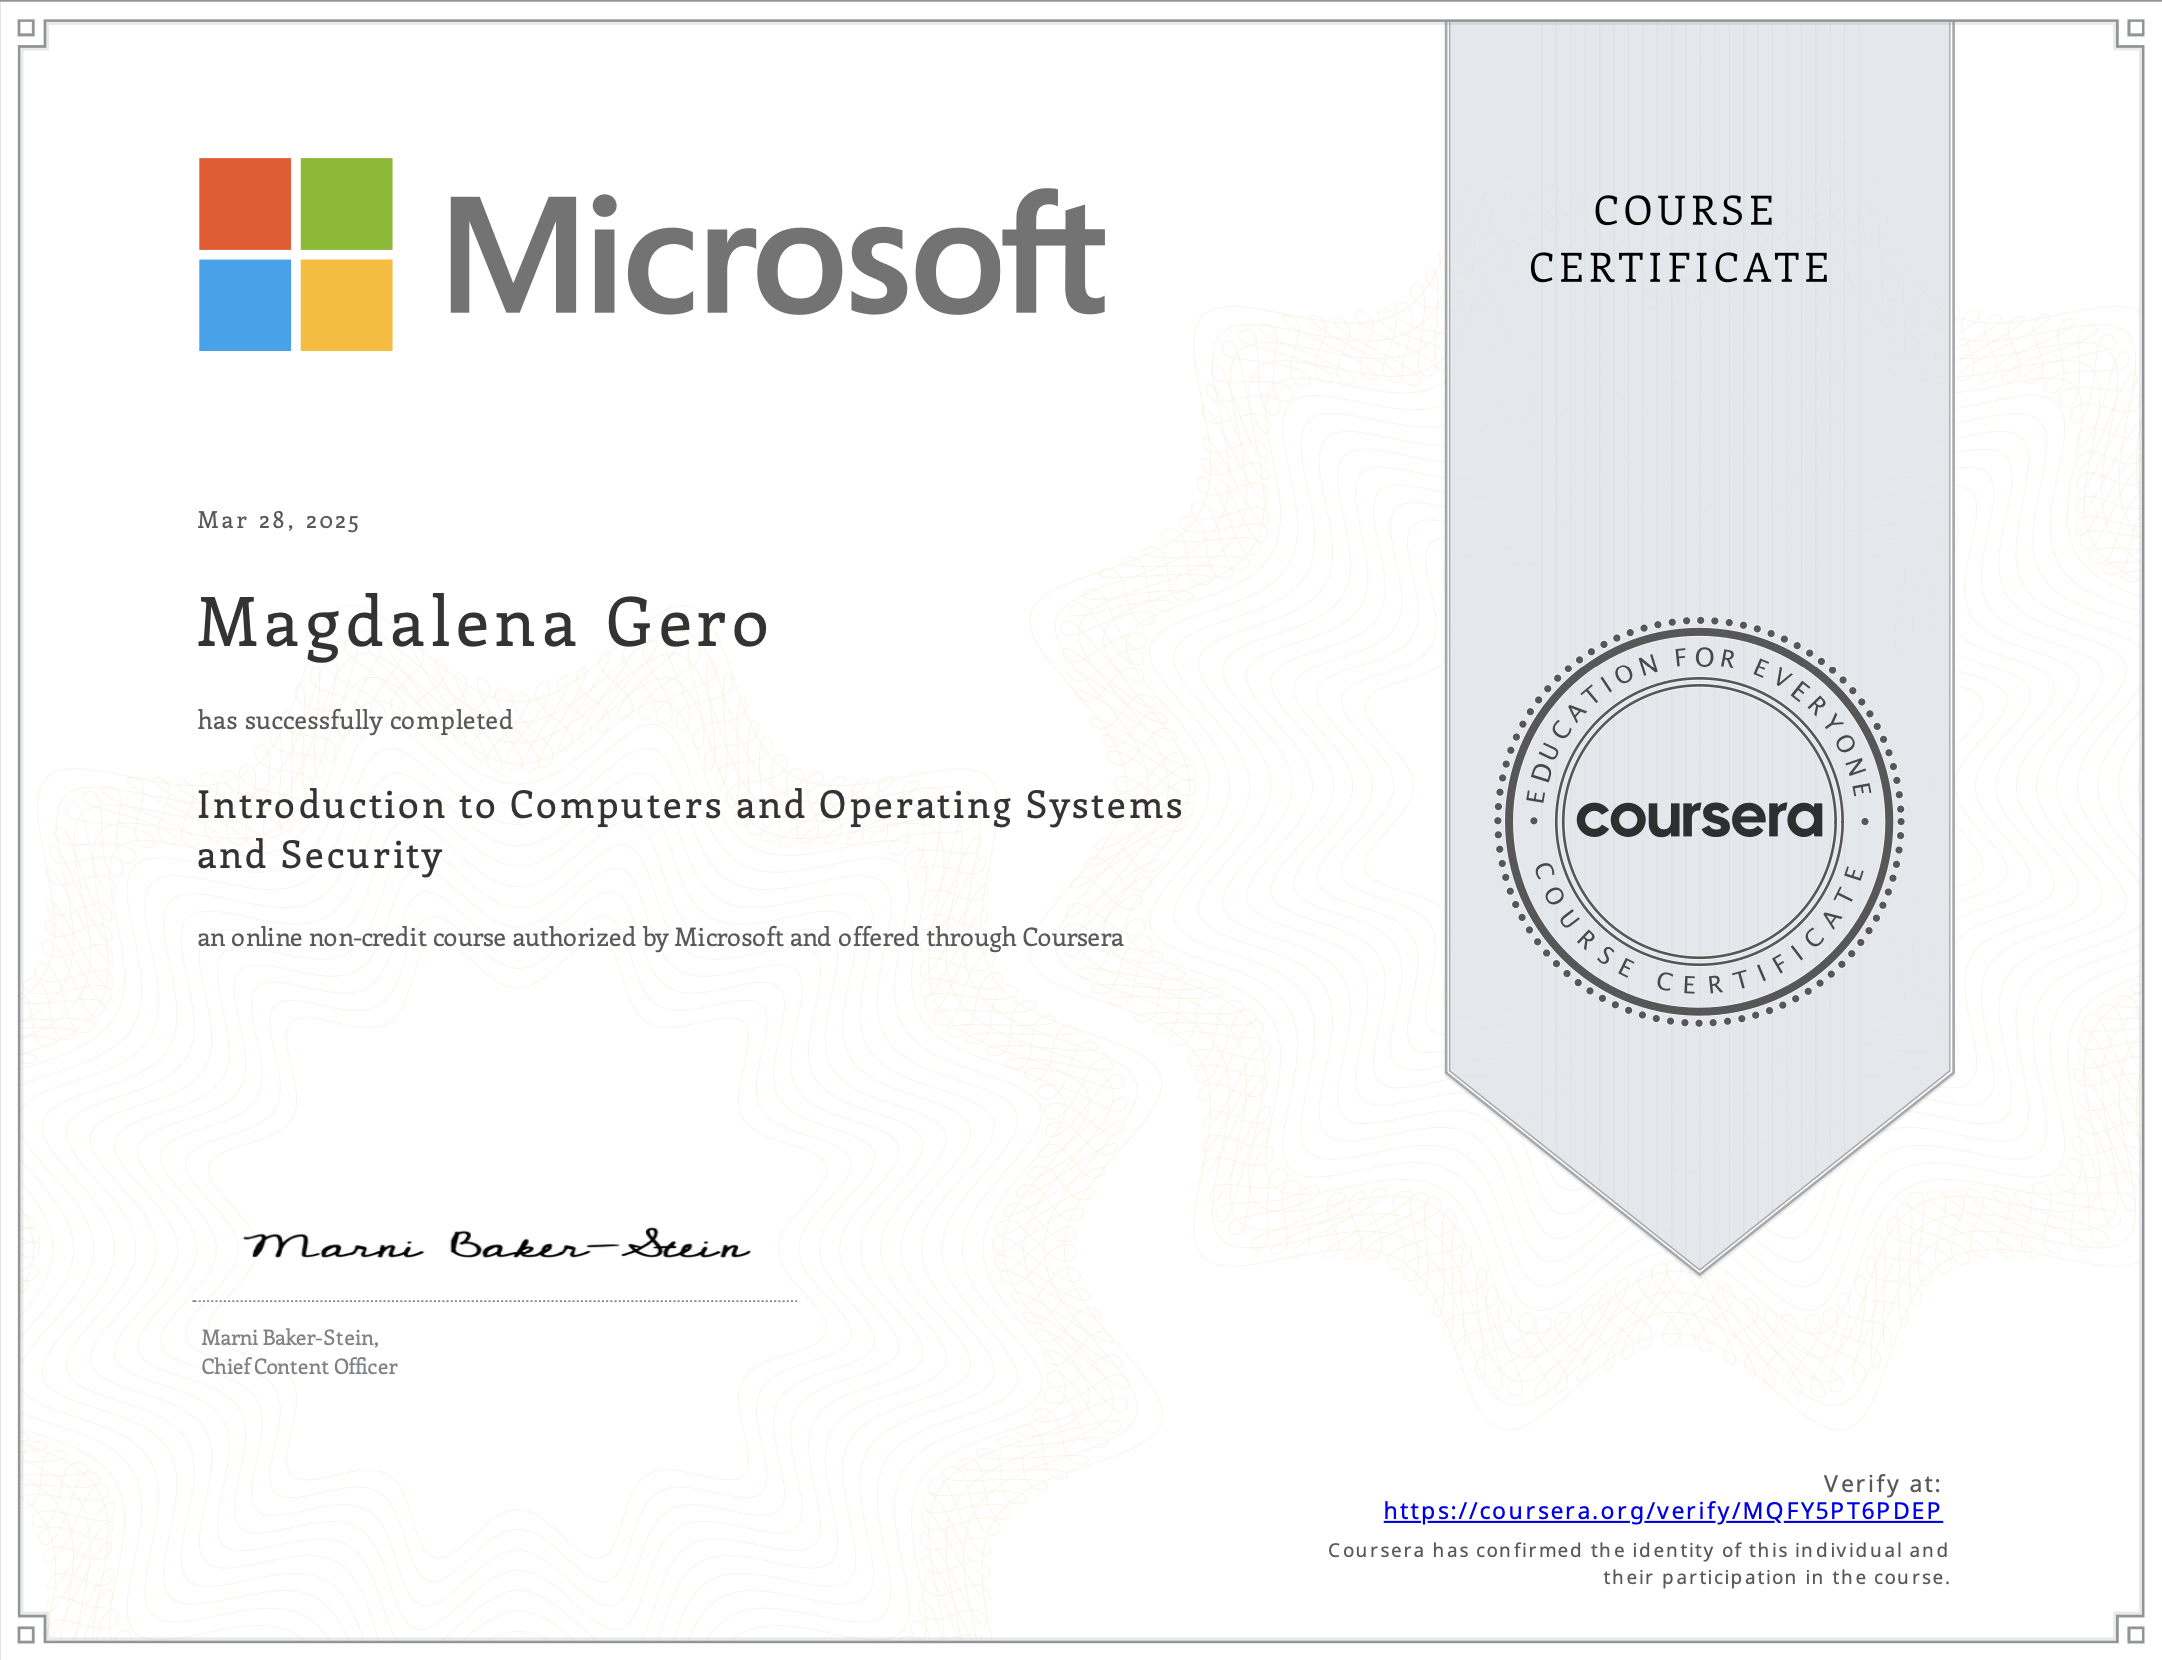 Microsoft
COURSE
CERTIFICATE
Mar 28, 2025
Magdalena Gero
has successfully completed
Introduction to Computers and Operating Systems
and Security
an online non-credit course authorized by Microsoft and offered through Coursera
EDUCATION FOR EVERYONE
coursera
COURSE CERTIFICATE
Marni Baker-Stein
Marni Baker-Stein,
Chief Content Officer
Verify at:
https://coursera.org/verify/MQFY5PT6PDEP
Coursera has confirmed the identity of this individual and
their participation in the course.